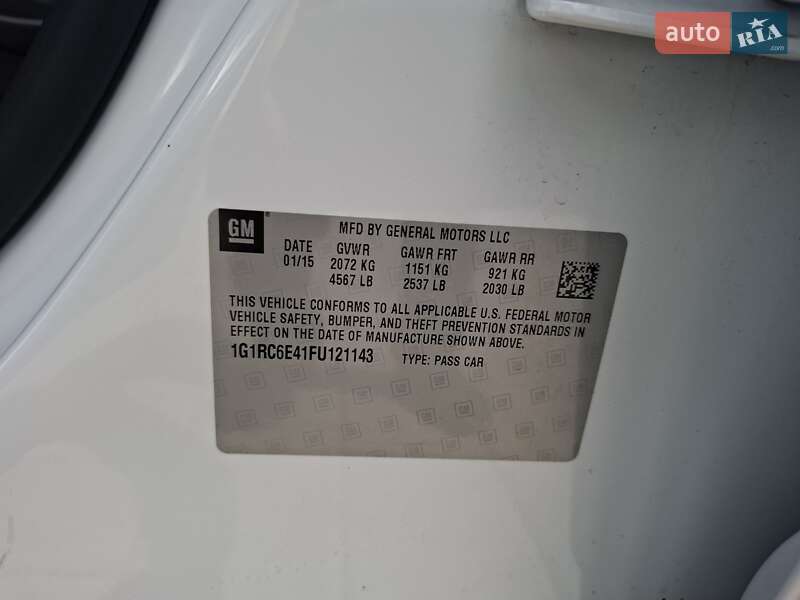 auto RIA.com
GM®
MFD BY GENERAL MOTORS LLC
DATE GVWR GAWR FRT GAWR RR
01/15 2072 KG 1151 KG 921 KG
4567 LB 2537 LB 2030 LB
THIS VEHICLE CONFORMS TO ALL APPLICABLE U.S. FEDERAL MOTOR
VEHICLE SAFETY, BUMPER, AND THEFT PREVENTION STANDARDS IN
EFFECT ON THE DATE OF MANUFACTURE SHOWN ABOVE.
1G1RC6E41FU121143 TYPE: PASS CAR